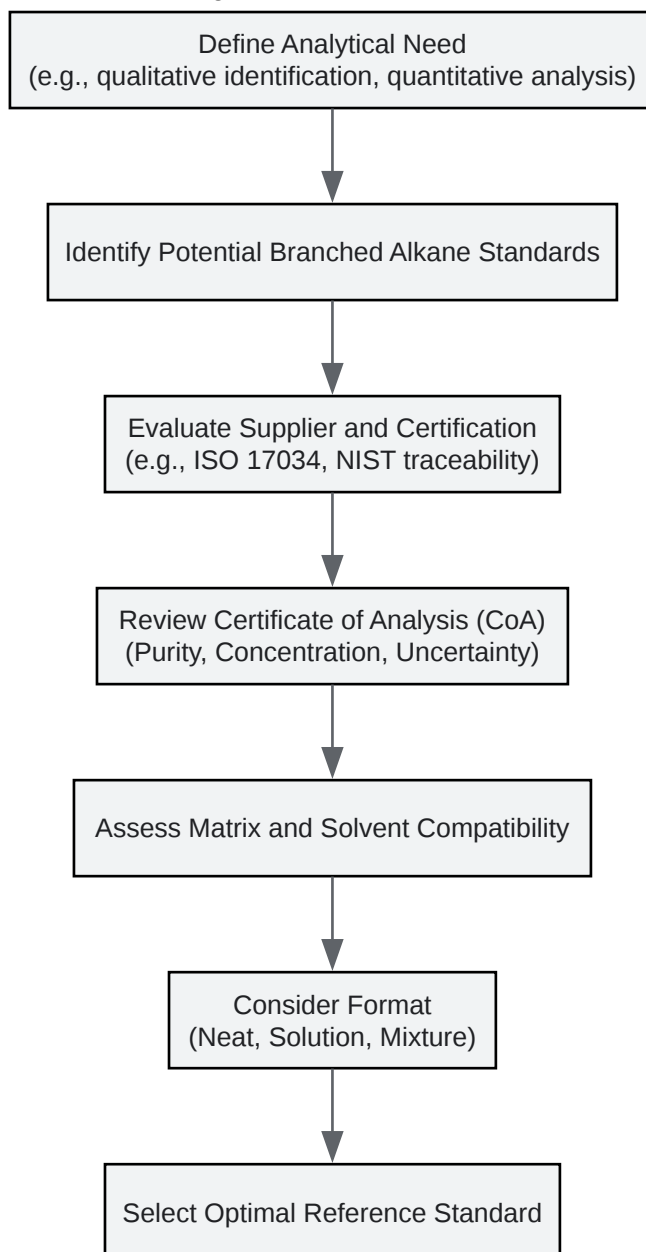 Define Analytical Need
(e.g., qualitative identification, quantitative analysis)
Identify Potential Branched Alkane Standards
Evaluate Supplier and Certification
(e.g., ISO 17034, NIST traceability)
Review Certificate of Analysis (CoA)
(Purity, Concentration, Uncertainty)
Assess Matrix and Solvent Compatibility
Consider Format
(Neat, Solution, Mixture)
Select Optimal Reference Standard